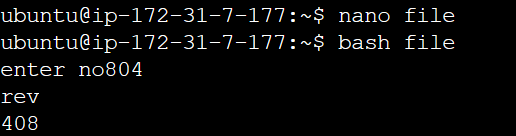 ubuntu@ip-172-31-7-177:~$ nano file
ubuntu@ip-172-31-7-177:~$ bash file
enter no804
rev
408